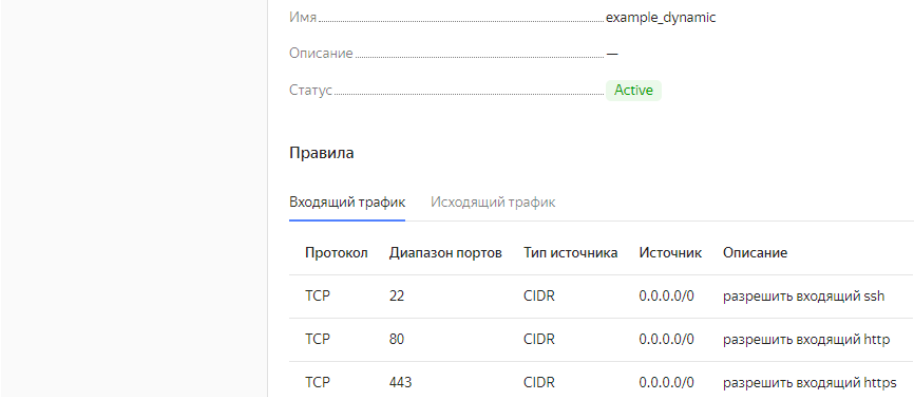 Имя example_dynamic
Описание —
Статус Active
Правила
Входящий трафик Исходящий трафик
Протокол Диапазон портов Тип источника Источник Описание
TCP 22 CIDR 0.0.0.0/0 разрешить входящий ssh
TCP 80 CIDR 0.0.0.0/0 разрешить входящий http
TCP 443 CIDR 0.0.0.0/0 разрешить входящий https